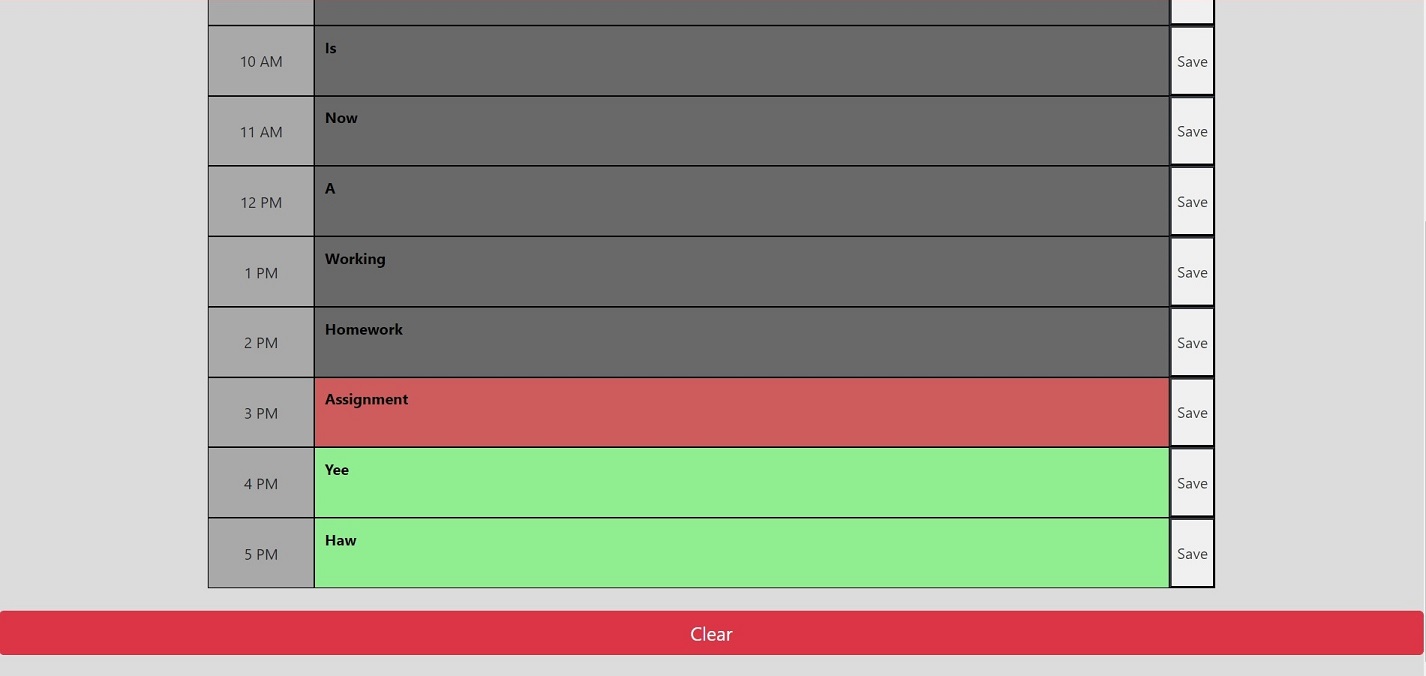 10 AM Is Save
11 AM Now Save
12 PM A Save
1 PM Working Save
2 PM Homework Save
3 PM Assignment Save
4 PM Yee Save
5 PM Haw Save
Clear